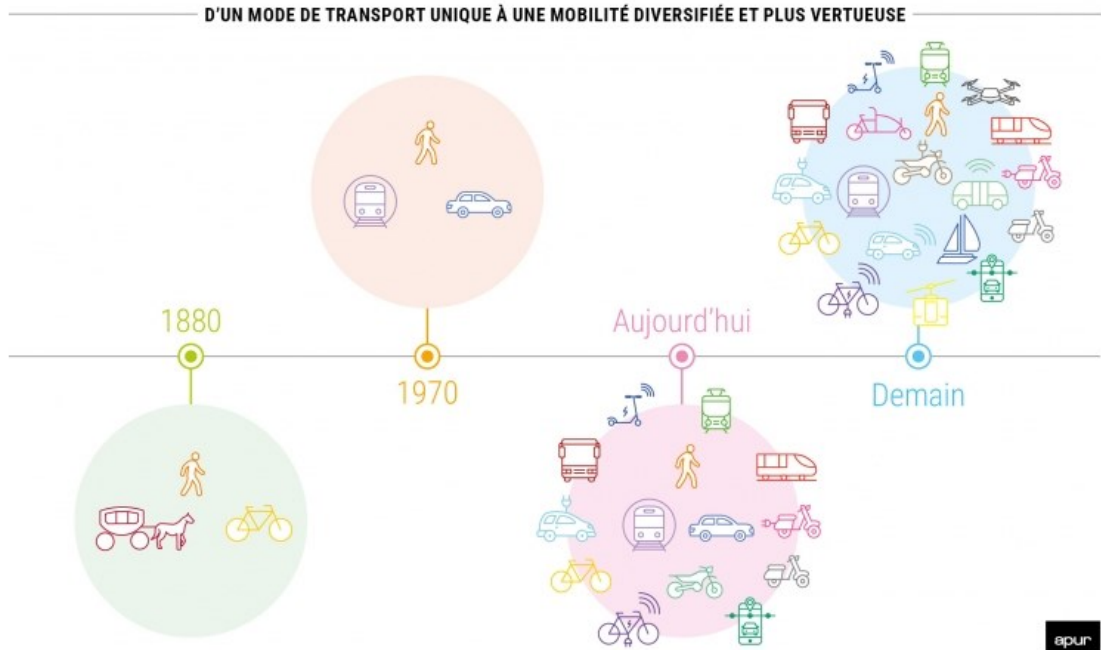 D'UN MODE DE TRANSPORT UNIQUE À UNE MOBILITÉ DIVERSIFIÉE ET PLUS VERTUEUSE
1880
1970
Aujourd'hui
Demain
apur